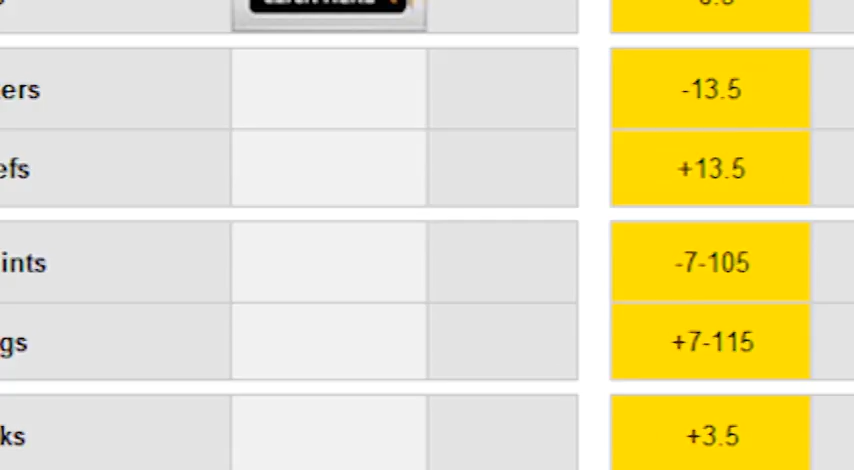 ers -13.5
efs +13.5
ints -7-105
gs +7-115
ks +3.5